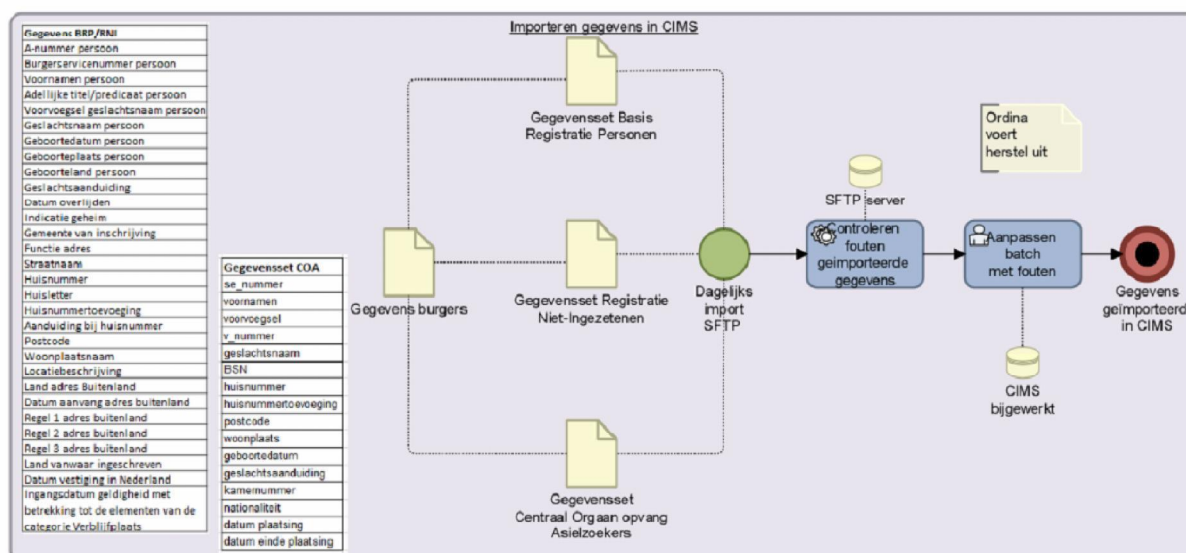 Importeren gegevens in CIMS
Gegevens BRP/RNI
A-nummer persoon
Burgerservicenummer persoon
Voornamen persoon
Adellijke titel/predicaat persoon
Voorvoegsel geslachtsnaam persoon
Geslachtsnaam persoon
Geboortedatum persoon
Geboorteplaats persoon
Geboorteland persoon
Geslachtsaanduiding
Datum overlijden
Indicatie geheim
Gemeente van inschrijving
Functie adres
Straatnaam
Huisnummer
Huisletter
Huisnummertoevoeging
Aanduiding bij huisnummer
Postcode
Woonplaatsnaam
Locatiebeschrijving
Land adres Buitenland
Datum aanvang adres buitenland
Regel 1 adres buitenland
Regel 2 adres buitenland
Regel 3 adres buitenland
Land vanwaar ingeschreven
Datum vestiging in Nederland
Ingangsdatum geldigheid met
betrekking tot de elementen van de
categorie Verblijfplaats
Gegevensset COA
se_nummer
voornamen
voorvoegsel
v_nummer
geslachtsnaam
BSN
huisnummer
huisnummertoevoeging
postcode
woonplaats
geboortedatum
geslachtsaanduiding
kamernummer
nationaliteit
datum plaatsing
datum einde plaatsing
Gegevens burgers
Gegevensset Basis
Registratie Personen
Gegevensset Registratie
Niet-Ingezetenen
Gegevensset
Centraal Orgaan opvang
Asielzoekers
Dagelijks
import
SFTP
SFTP server
Controleren
fouten
geimporteerde
gegevens
Ordina
voert
herstel uit
Aanpassen
batch
met fouten
CIMS
bijgewerkt
Gegevens
geïmporteerd
in CIMS